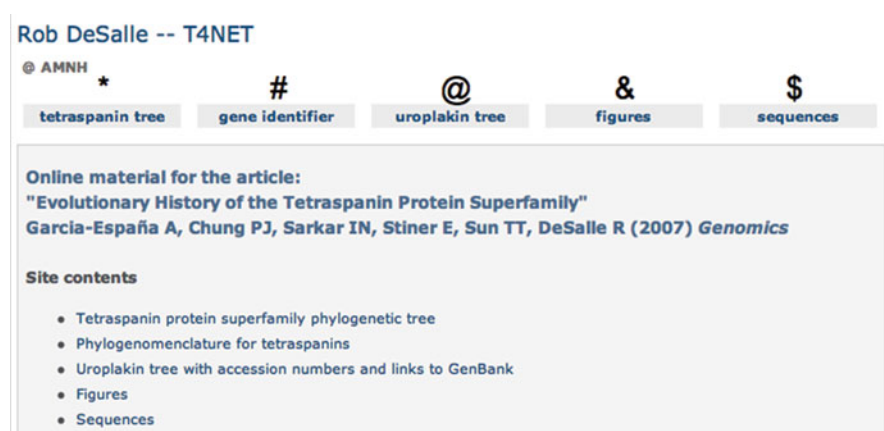 Rob DeSalle -- T4NET
@ AMNH
* # @ & $
tetraspanin tree gene identifier uroplakin tree figures sequences
Online material for the article:
"Evolutionary History of the Tetraspanin Protein Superfamily"
Garcia-España A, Chung PJ, Sarkar IN, Stiner E, Sun TT, DeSalle R (2007) Genomics
Site contents
• Tetraspanin protein superfamily phylogenetic tree
• Phylogenomenclature for tetraspanins
• Uroplakin tree with accession numbers and links to GenBank
• Figures
• Sequences